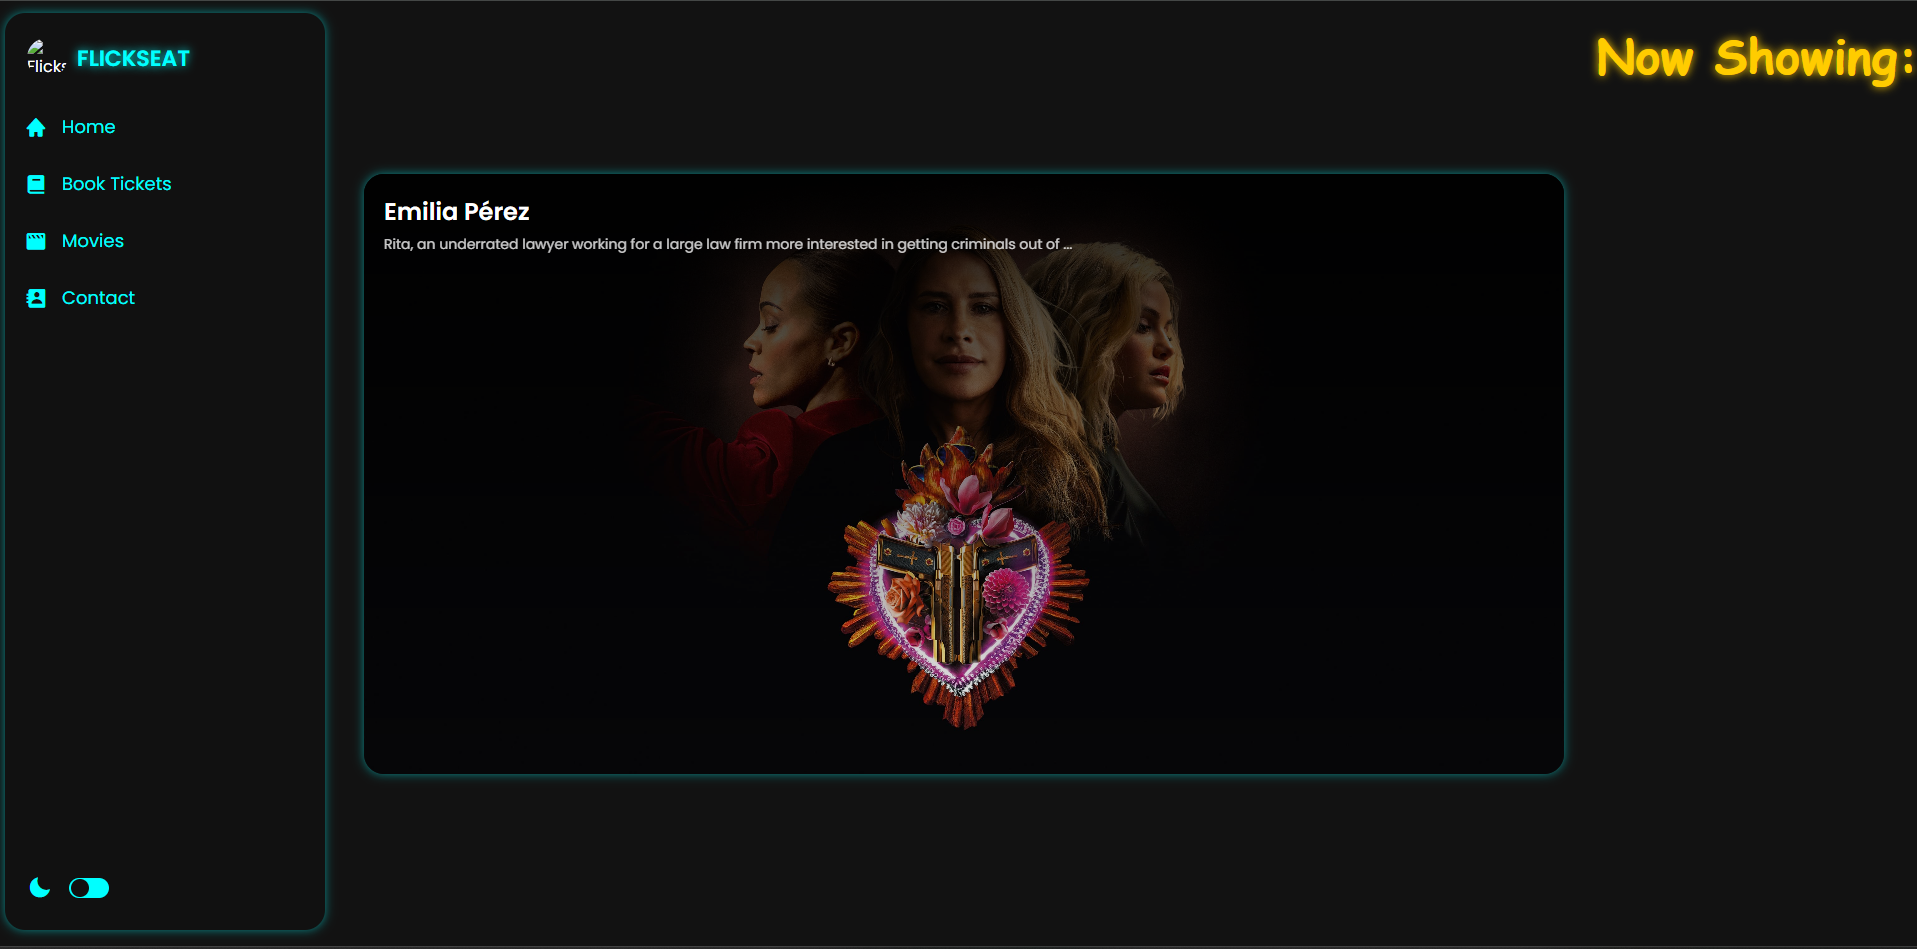 Flicks
FLICKSEAT
Now Showing:
Home
Book Tickets
Movies
Contact
Emilia Pérez
Rita, an underrated lawyer working for a large law firm more interested in getting criminals out of ...